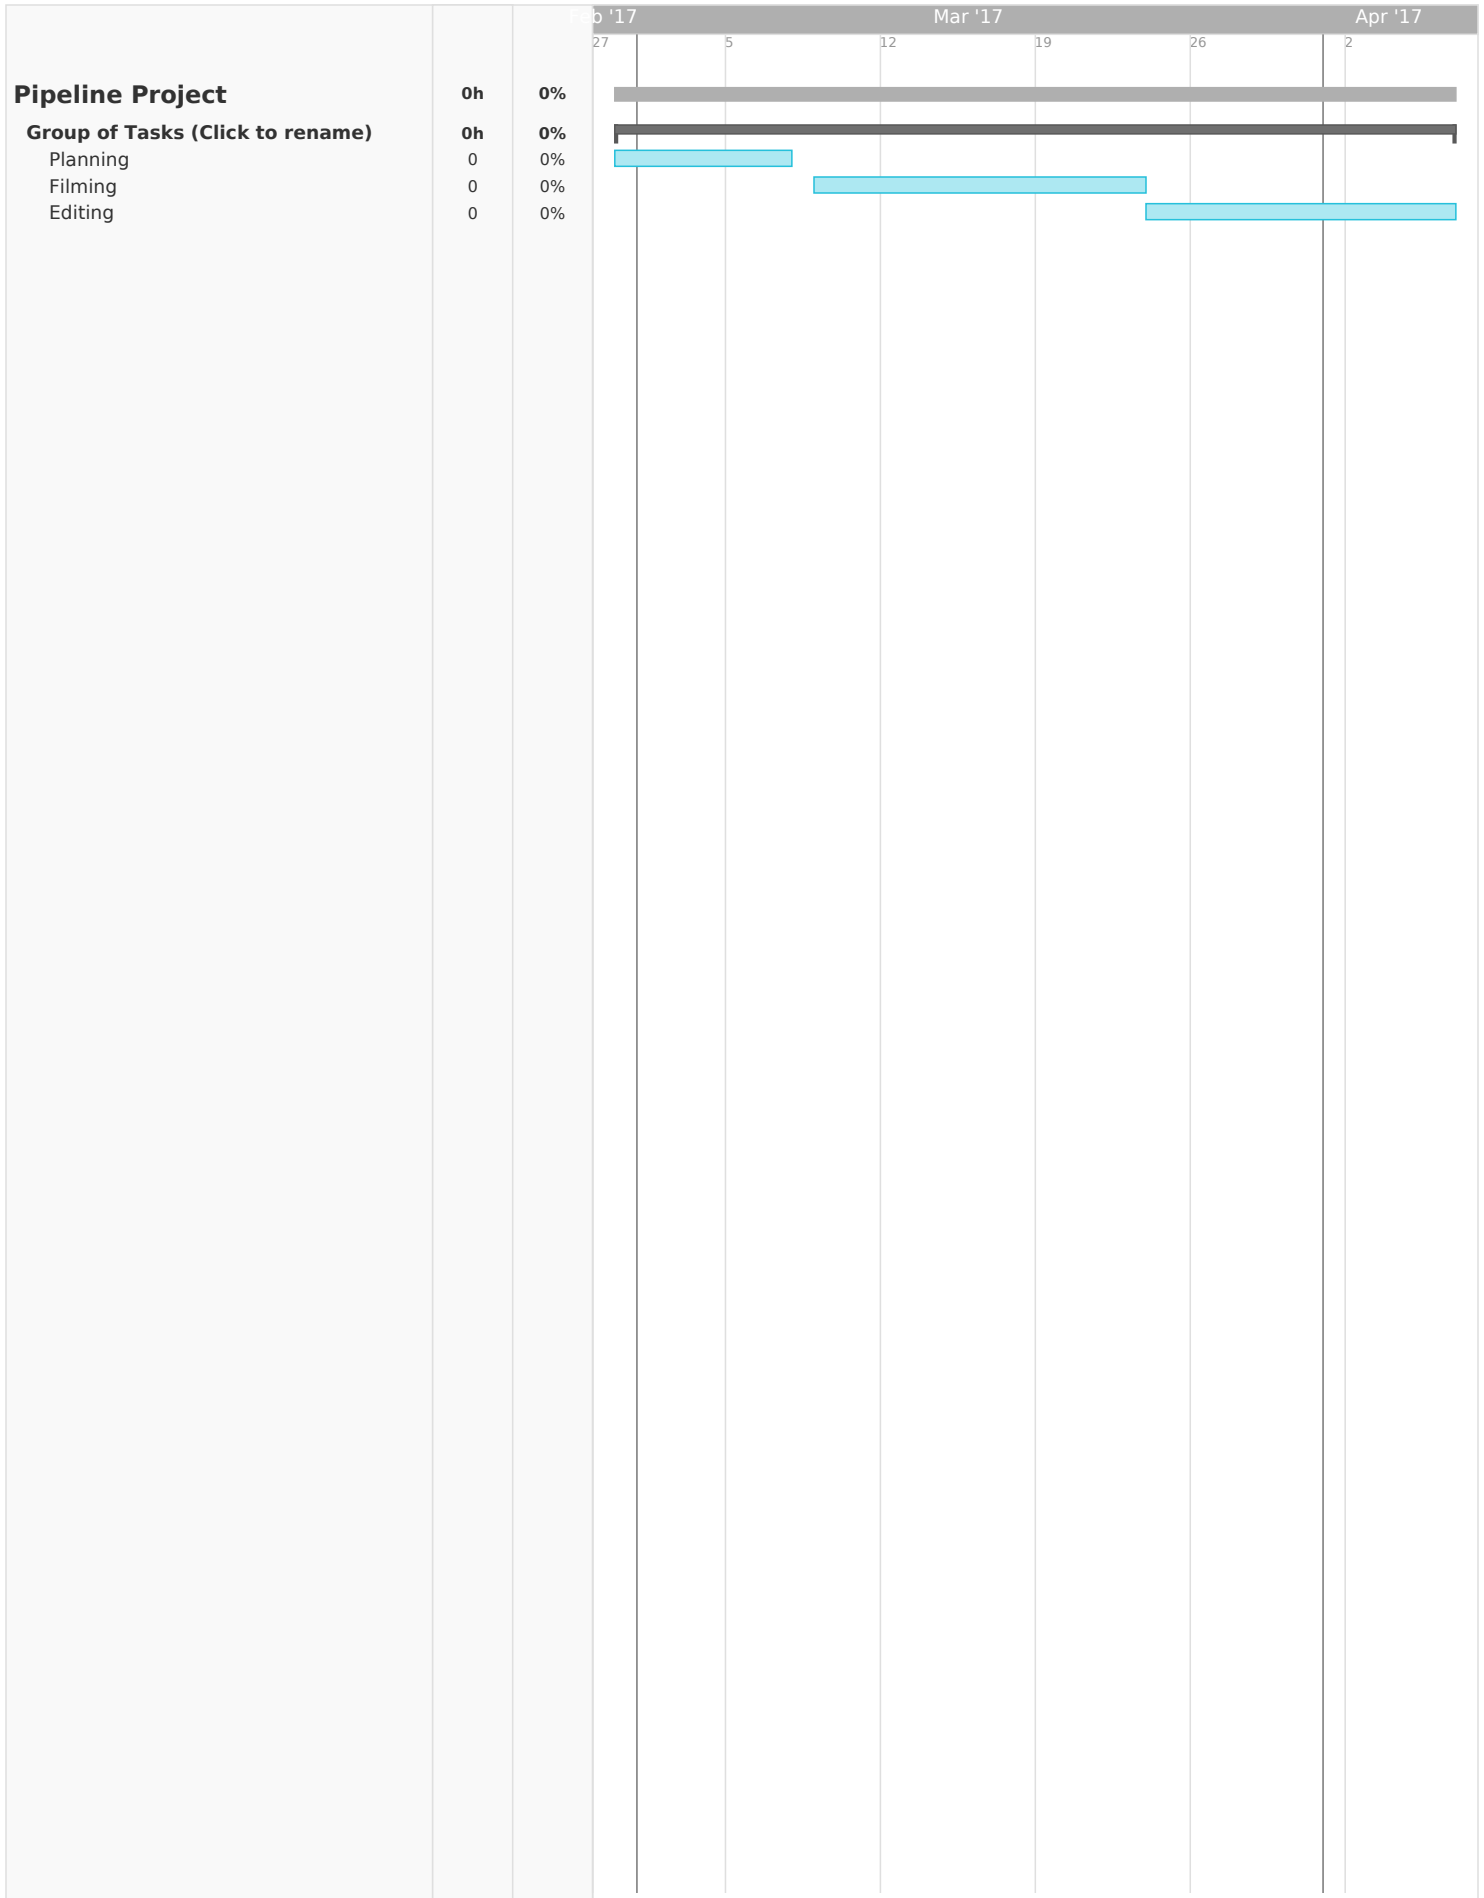 Feb '17 Mar '17 Apr '17
27 5 12 19 26 2
Pipeline Project 0h 0%
Group of Tasks (Click to rename) 0h 0%
Planning 0 0%
Filming 0 0%
Editing 0 0%